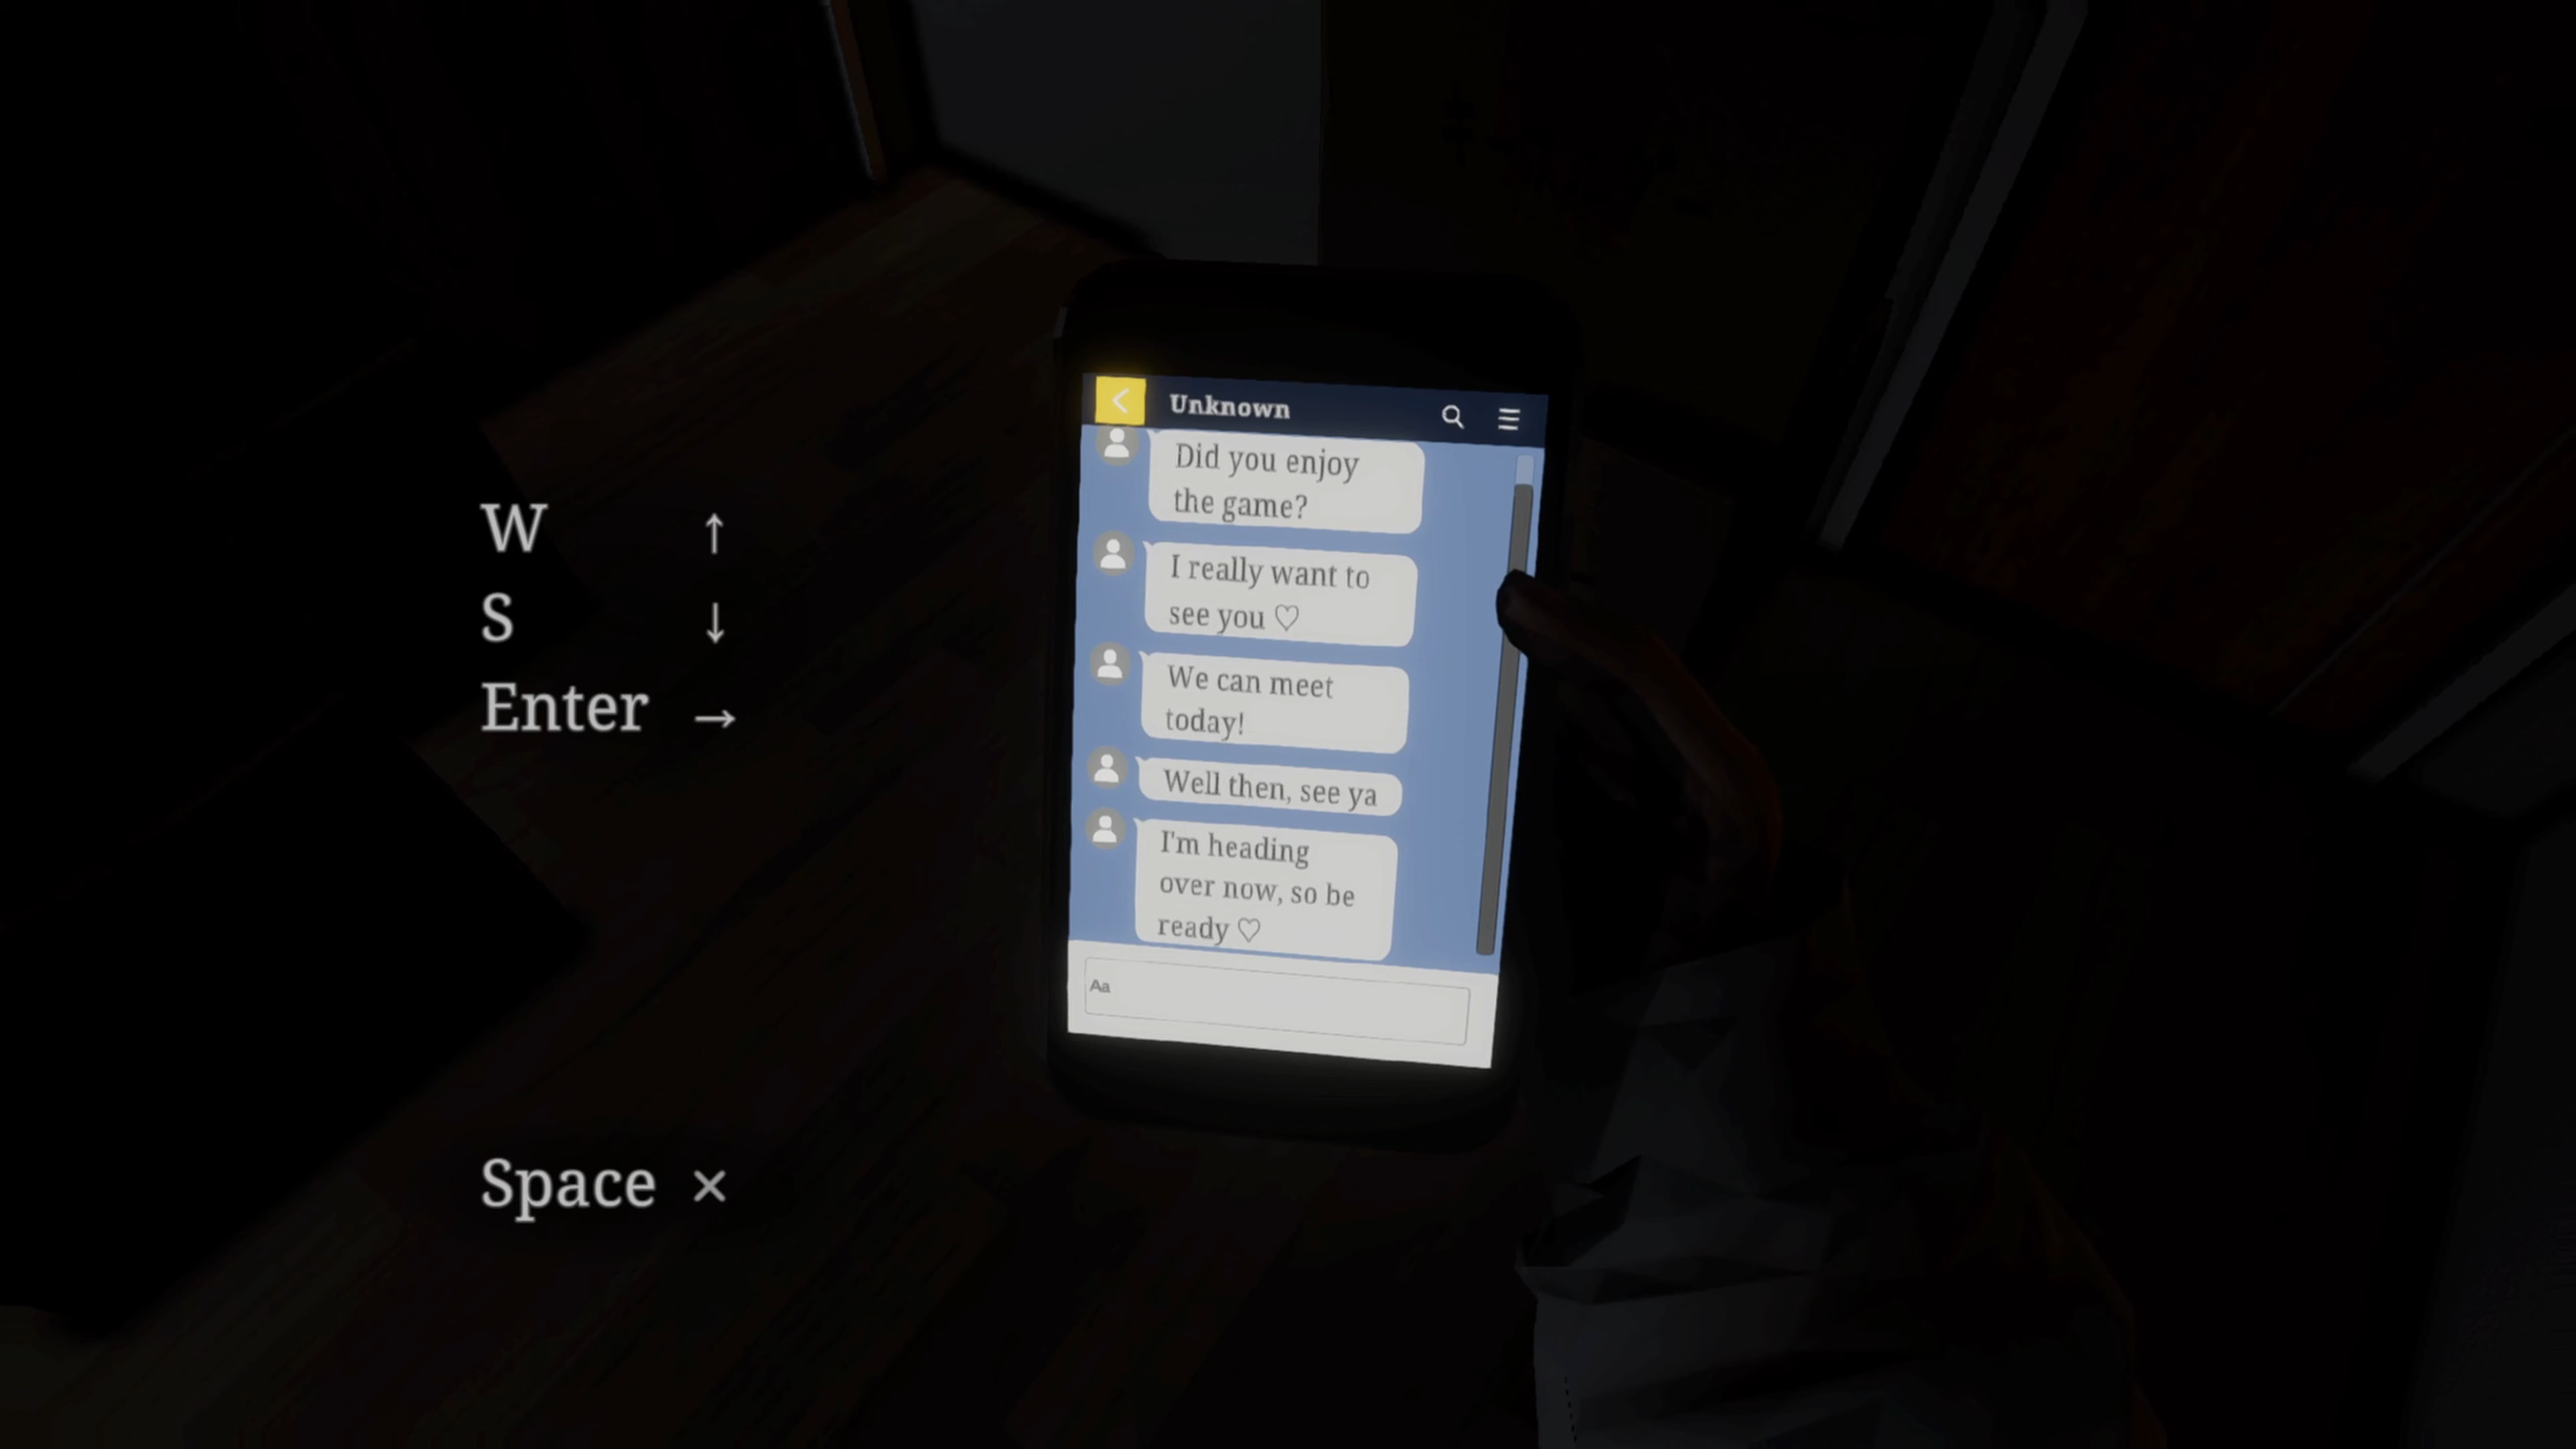 W ↑
S ↓
Enter →
Space ×
Unknown
Did you enjoy
the game?
I really want to
see you ♡
We can meet
today!
Well then, see ya
I'm heading
over now, so be
ready ♡
Aa